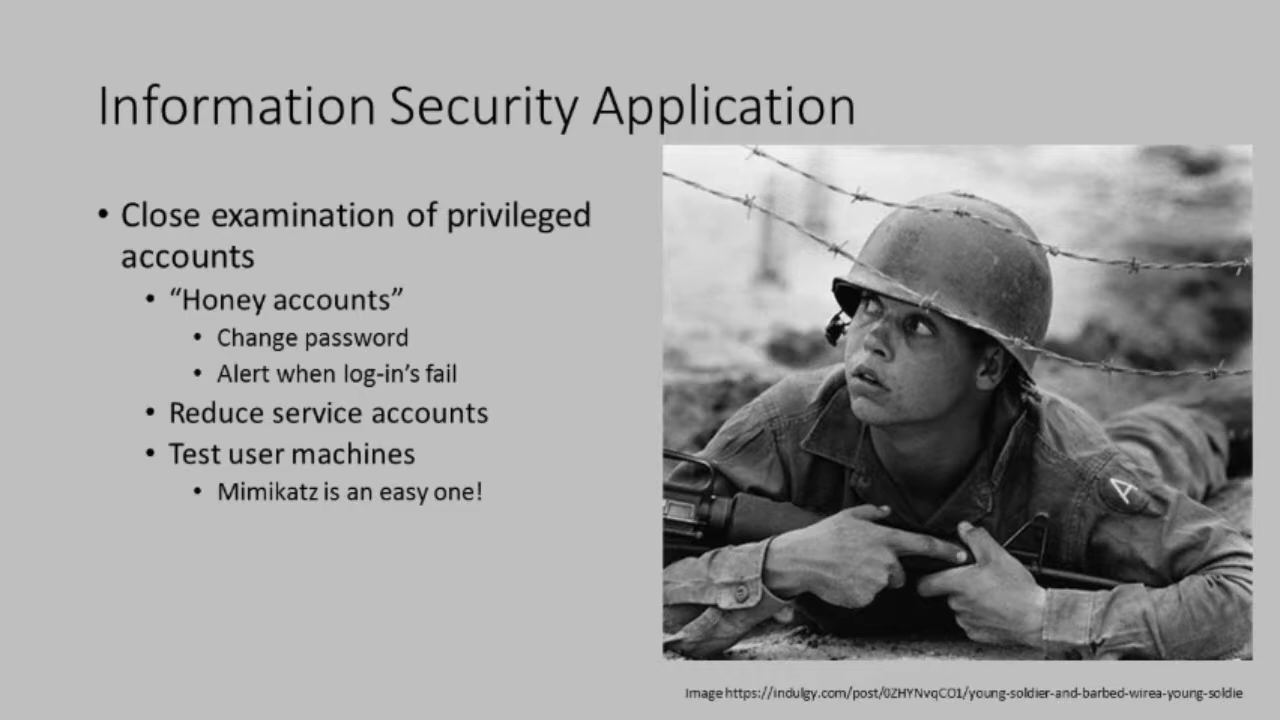 Information Security Application
• Close examination of privileged
accounts
• “Honey accounts”
• Change password
• Alert when log-in’s fail
• Reduce service accounts
• Test user machines
• Mimikatz is an easy one!
A
Image https://indulgy.com/post/0ZHYNvqCO1/young-soldier-and-barbed-wirea-young-soldie